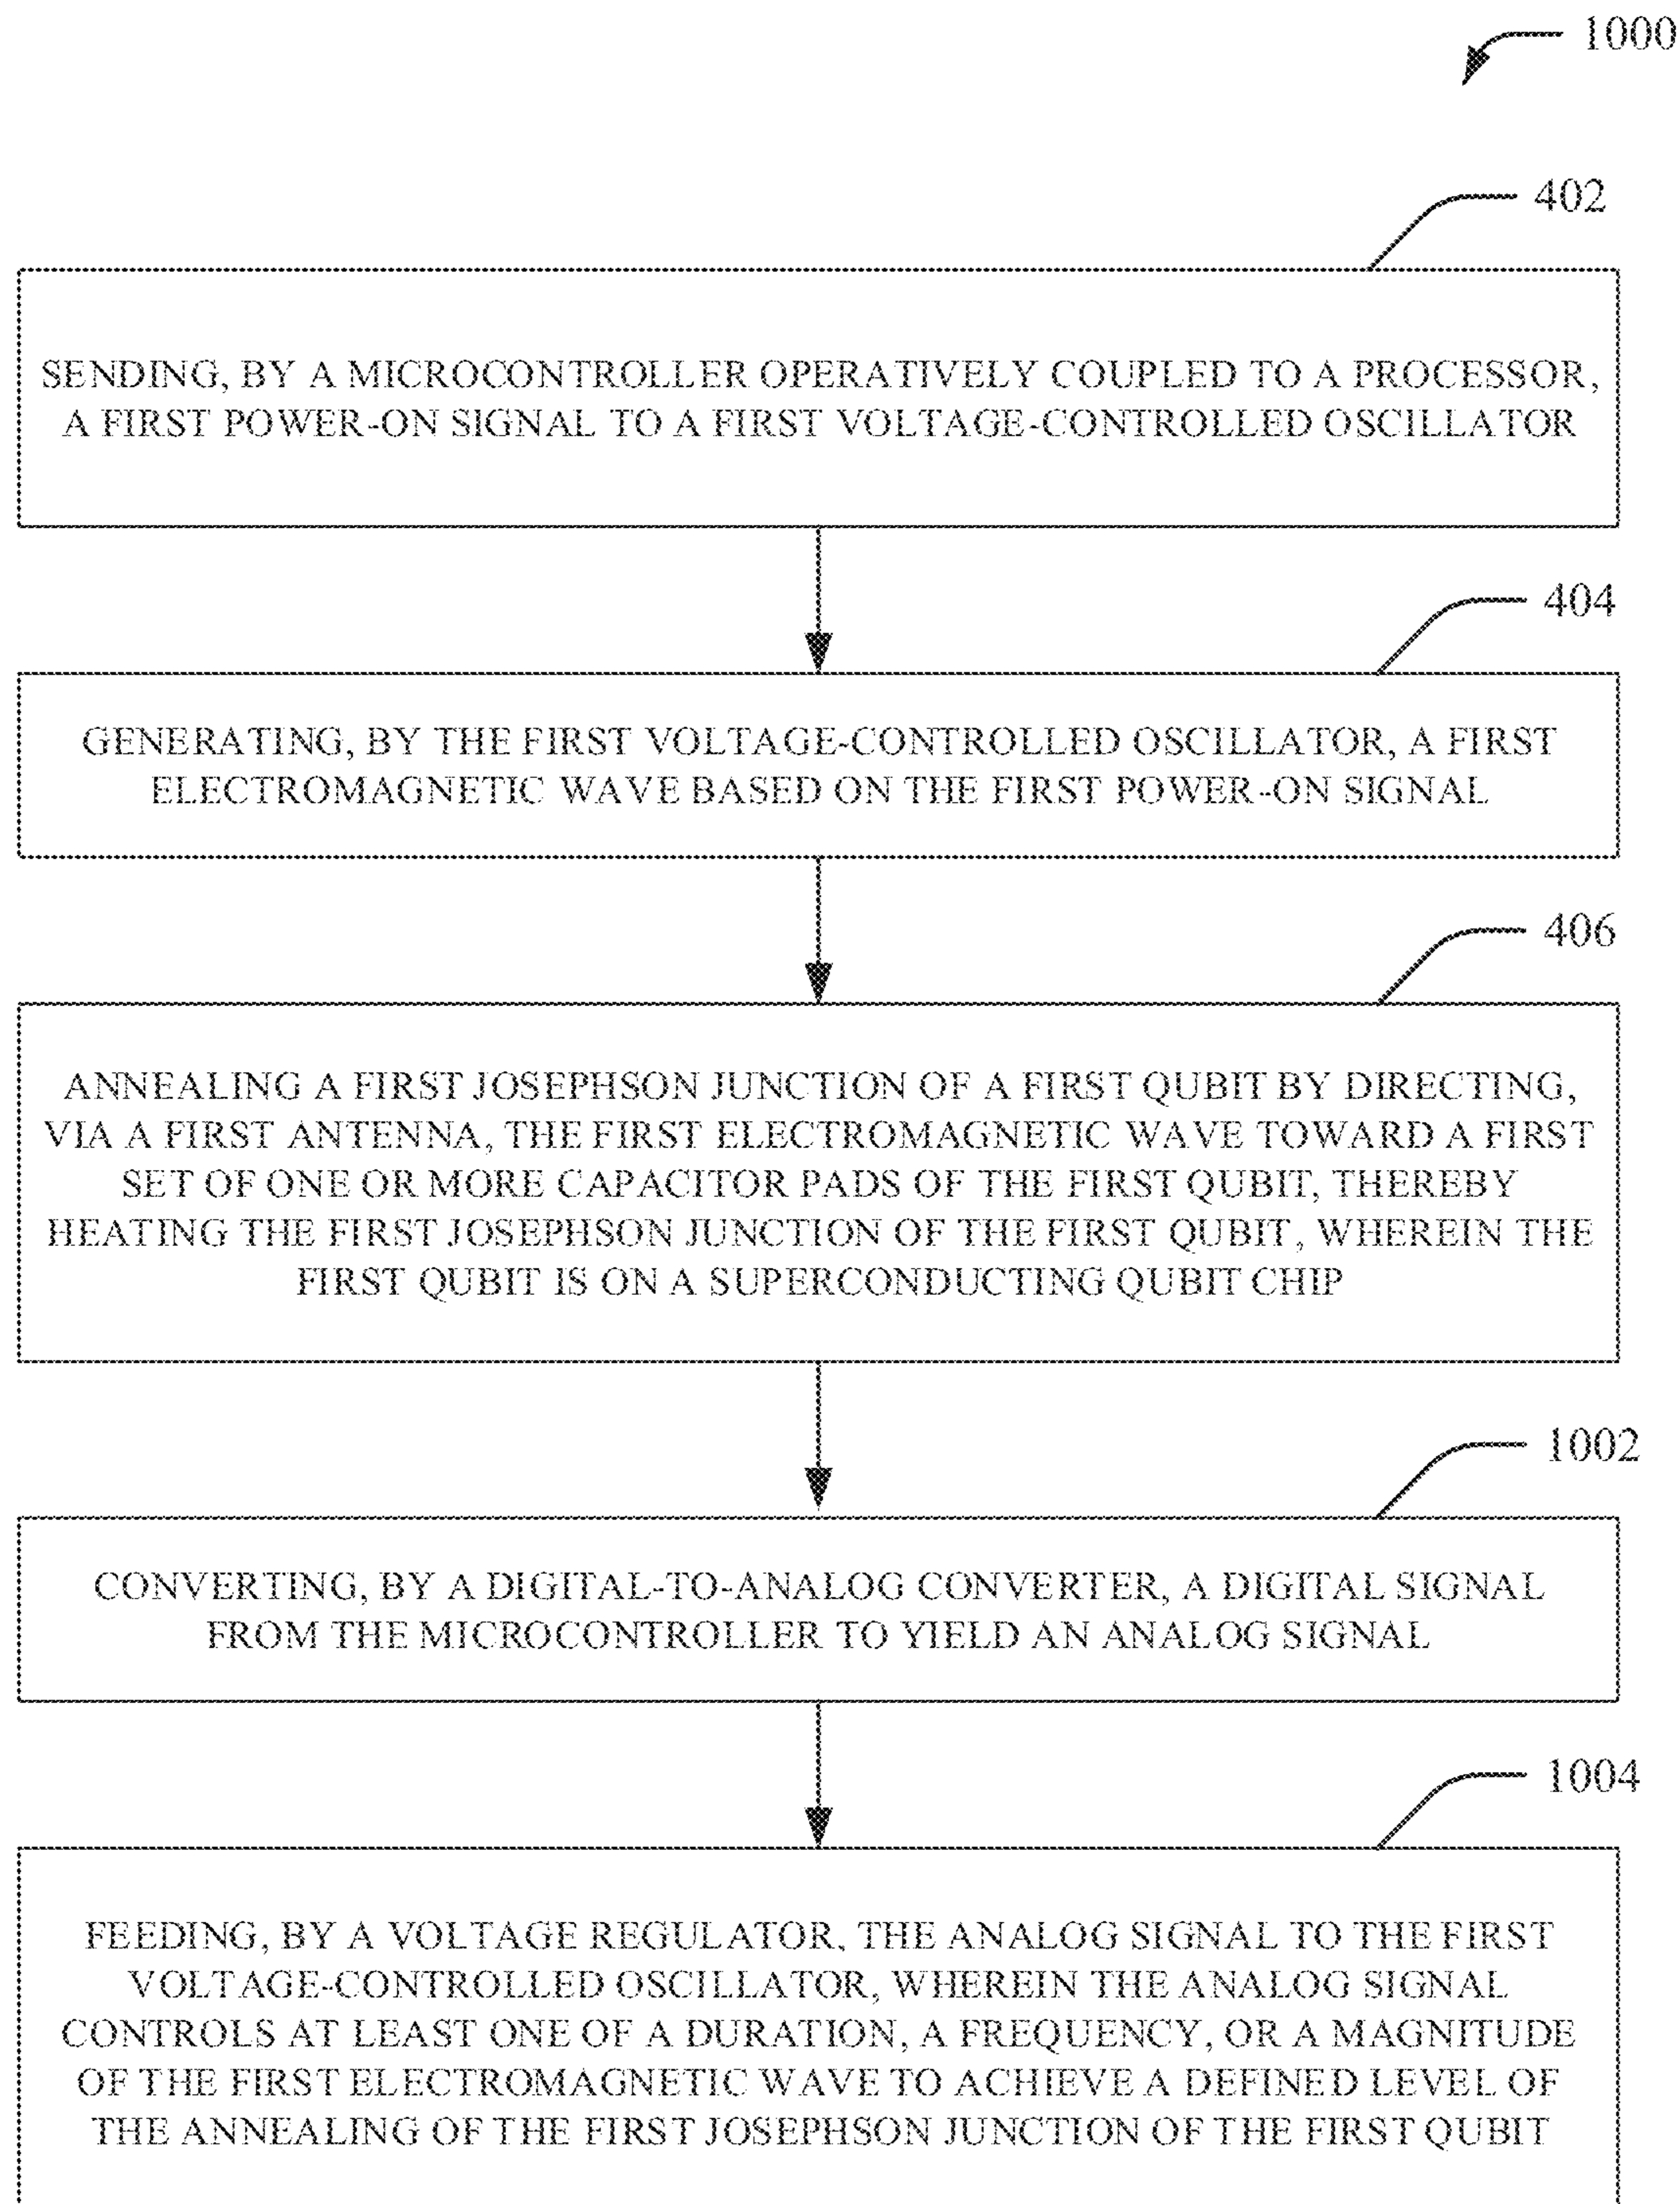 1000
402
SENDING, BY A MICROCONTROLLER OPERATIVELY COUPLED TO A PROCESSOR,
A FIRST POWER-ON SIGNAL TO A FIRST VOLTAGE-CONTROLLED OSCILLATOR
404
GENERATING, BY THE FIRST VOLTAGE-CONTROLLED OSCILLATOR, A FIRST
ELECTROMAGNETIC WAVE BASED ON THE FIRST POWER-ON SIGNAL
406
ANNEALING A FIRST JOSEPHSON JUNCTION OF A FIRST QUBIT BY DIRECTING,
VIA A FIRST ANTENNA, THE FIRST ELECTROMAGNETIC WAVE TOWARD A FIRST
SET OF ONE OR MORE CAPACITOR PADS OF THE FIRST QUBIT, THEREBY
HEATING THE FIRST JOSEPHSON JUNCTION OF THE FIRST QUBIT, WHEREIN THE
FIRST QUBIT IS ON A SUPERCONDUCTING QUBIT CHIP
1002
CONVERTING, BY A DIGITAL-TO-ANALOG CONVERTER, A DIGITAL SIGNAL
FROM THE MICROCONTROLLER TO YIELD AN ANALOG SIGNAL
1004
FEEDING, BY A VOLTAGE REGULATOR, THE ANALOG SIGNAL TO THE FIRST
VOLTAGE-CONTROLLED OSCILLATOR, WHEREIN THE ANALOG SIGNAL
CONTROLS AT LEAST ONE OF A DURATION, A FREQUENCY, OR A MAGNITUDE
OF THE FIRST ELECTROMAGNETIC WAVE TO ACHIEVE A DEFINED LEVEL OF
THE ANNEALING OF THE FIRST JOSEPHSON JUNCTION OF THE FIRST QUBIT